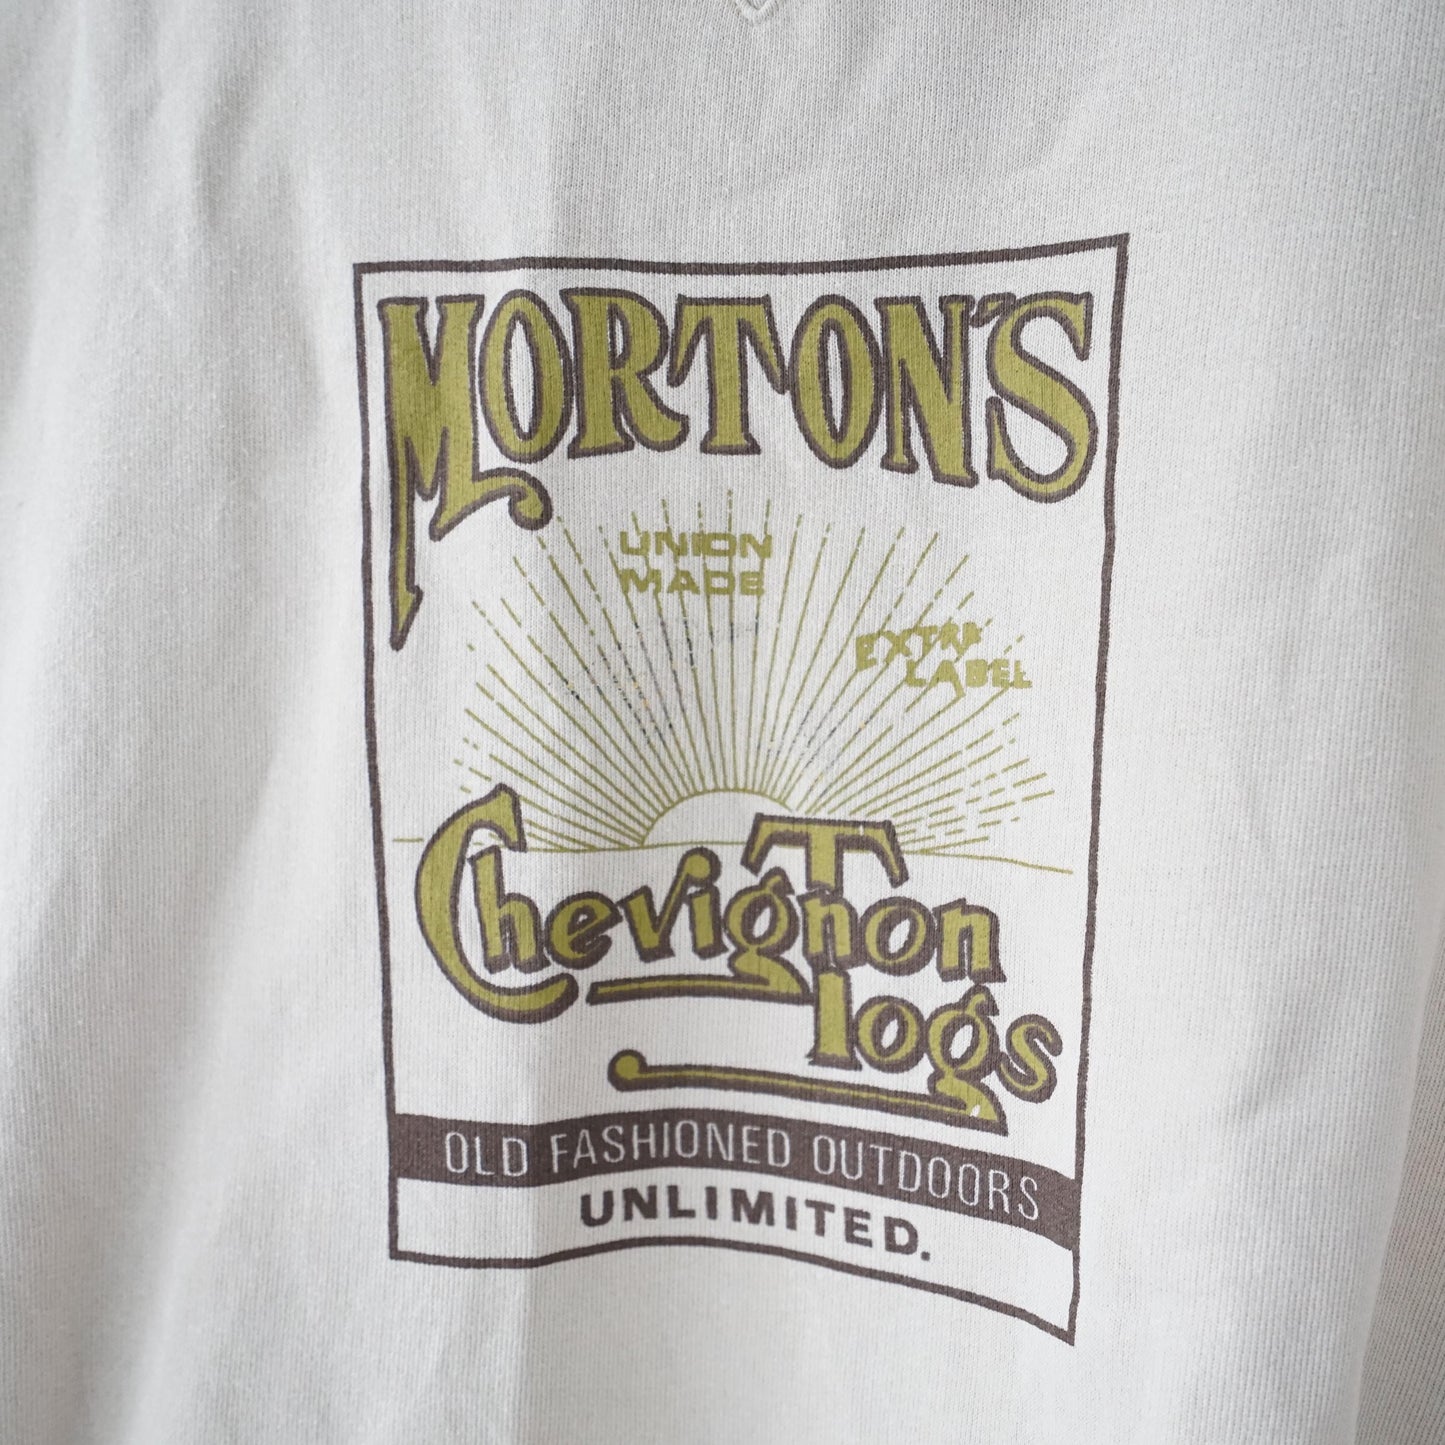 MORTON'S
UNION
MADE
EXTRA
LABEL
Chevignon
Togs
OLD FASHIONED OUTDOORS
UNLIMITED.